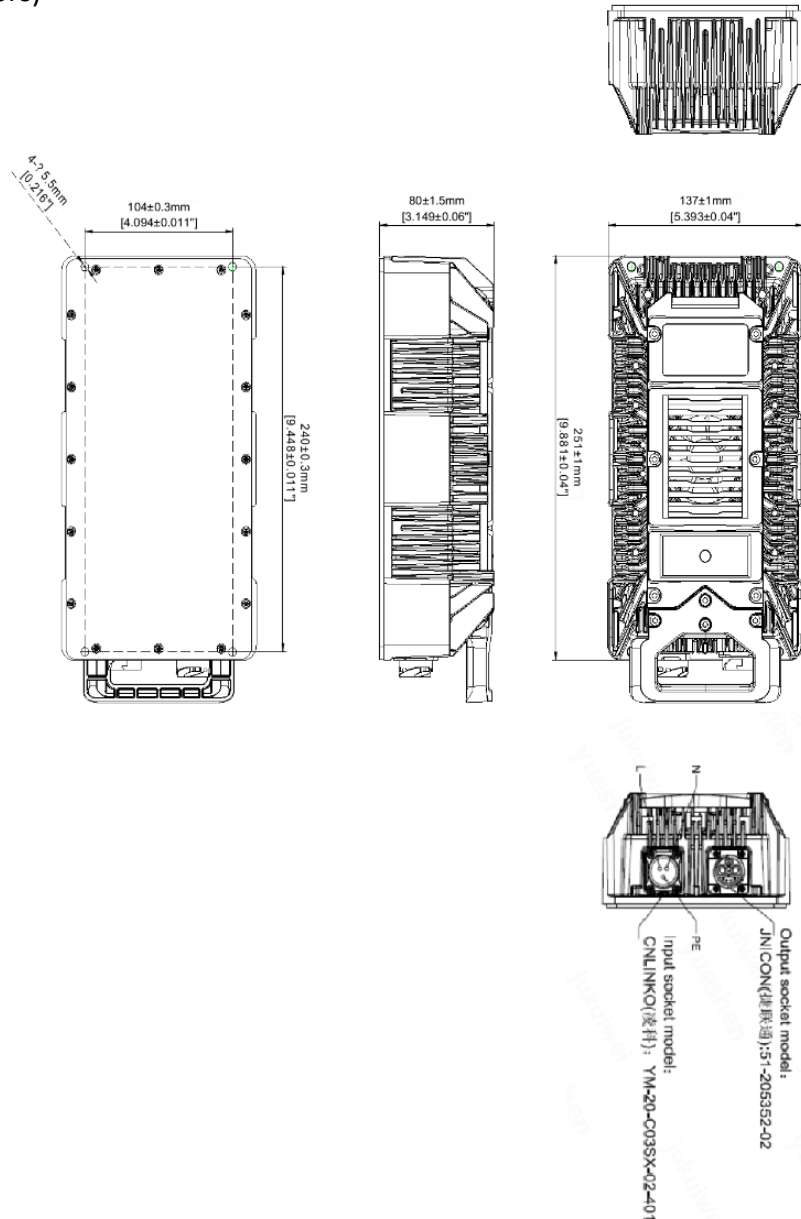 4-? 5.5mm
[0.216"]
104±0.3mm
[4.094±0.011"]
240±0.3mm
[9.448±0.011"]
80±1.5mm
[3.149±0.06"]
137±1mm
[5.393±0.04"]
251±1mm
[9.881±0.04"]
L
N
PE
Output socket model:
JNICON(捷联通):51-205352-02
Input socket model:
CNLINKO(凌科): YM-20-C03SX-02-401